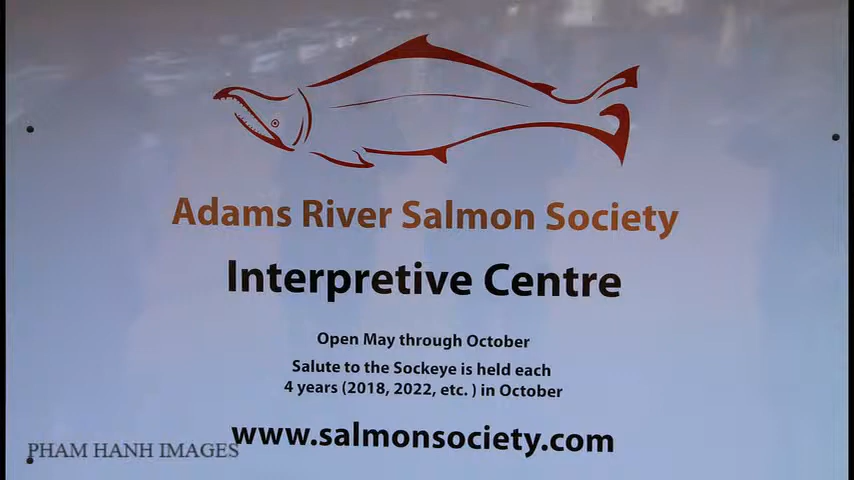 Adams River Salmon Society
Interpretive Centre
Open May through October
Salute to the Sockeye is held each
4 years (2018, 2022, etc. ) in October
www.salmonsociety.com
PHAM HANH IMAGES